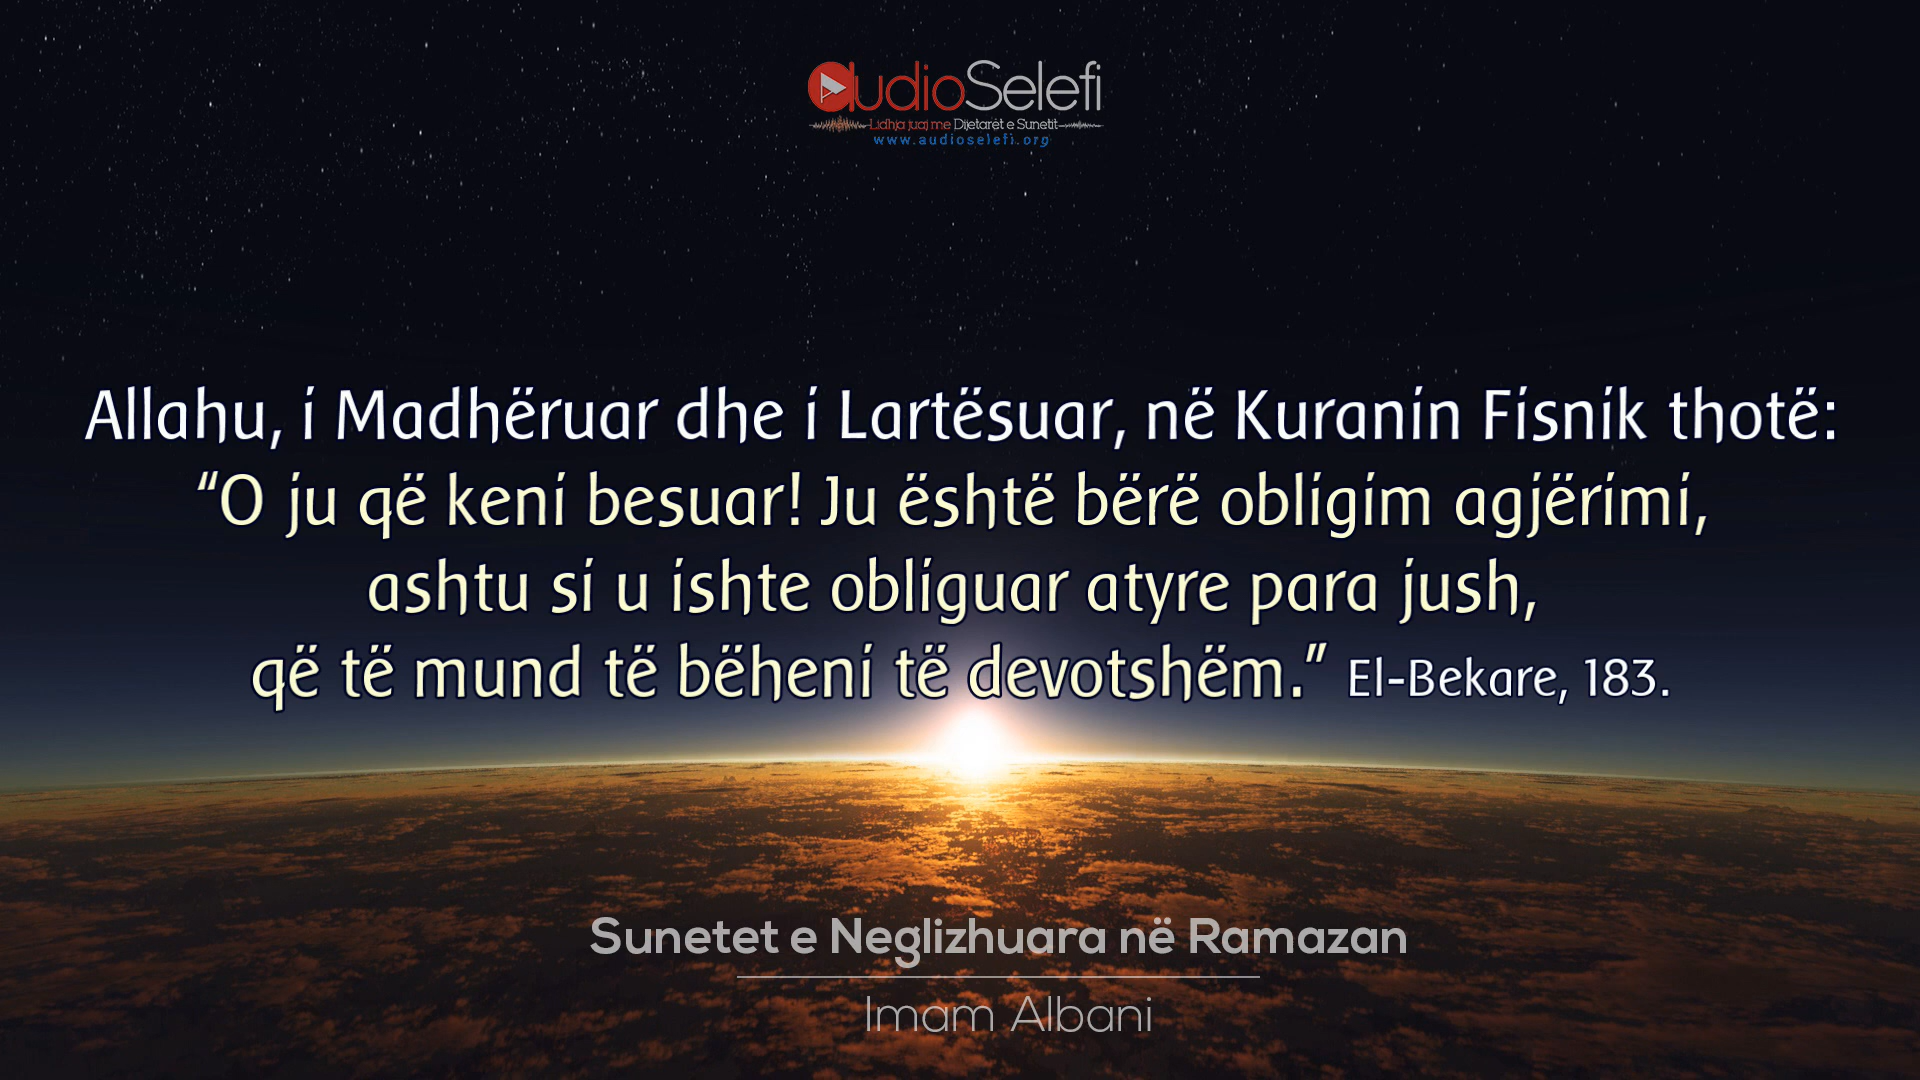 audioSelefi
Lidhja juaj me Dijetarët e Sunetit
www.audioselefi.org
Allahu, i Madhëruar dhe i Lartësuar, në Kuranin Fisnik thotë:
“O ju që keni besuar! Ju është bërë obligim agjërimi,
ashtu si u ishte obliguar atyre para jush,
që të mund të bëheni të devotshëm.” El-Bekare, 183.
Sunetet e Neglizhuara në Ramazan
Imam Albani